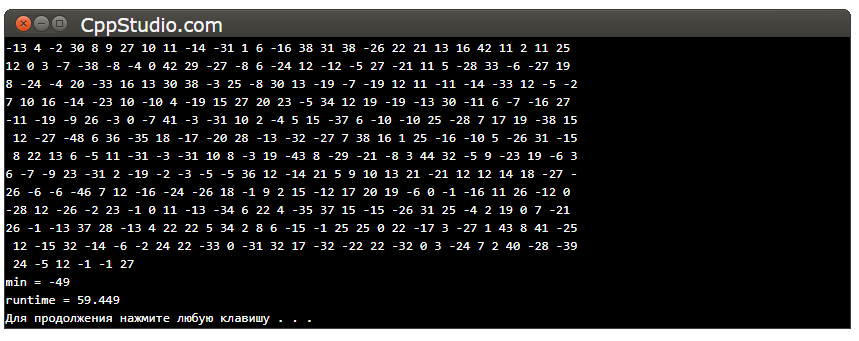 CppStudio.com
-13 4 -2 30 8 9 27 10 11 -14 -31 1 6 -16 38 31 38 -26 22 21 13 16 42 11 2 11 25
12 0 3 -7 -38 -8 -4 0 42 29 -27 -8 6 -24 12 -12 -5 27 -21 11 5 -28 33 -6 -27 19
8 -24 -4 20 -33 16 13 30 38 -3 25 -8 30 13 -19 -7 -19 12 11 -11 -14 -33 12 -5 -2
7 10 16 -14 -23 10 -10 4 -19 15 27 20 23 -5 34 12 19 -19 -13 30 -11 6 -7 -16 27
-11 -19 -9 26 -3 0 -7 41 -3 -31 10 2 -4 5 15 -37 6 -10 -10 25 -28 7 17 19 -38 15
12 -27 -48 6 36 -35 18 -17 -20 28 -13 -32 -27 7 38 16 1 25 -16 -10 5 -26 31 -15
8 22 13 6 -5 11 -31 -3 -31 10 8 -3 19 -43 8 -29 -21 -8 3 44 32 -5 9 -23 19 -6 3
6 -7 -9 23 -31 2 -19 -2 -3 -5 -5 36 12 -14 21 5 9 10 13 21 -21 12 12 14 18 -27 -
26 -6 -6 -46 7 12 -16 -24 -26 18 -1 9 2 15 -12 17 20 19 -6 0 -1 -16 11 26 -12 0
-28 12 -26 -2 23 -1 0 11 -13 -34 6 22 4 -35 37 15 -15 -26 31 25 -4 2 19 0 7 -21
26 -1 -13 37 28 -13 4 22 22 5 34 2 8 6 -15 -1 25 25 0 22 -17 3 -27 1 43 8 41 -25
12 -15 32 -14 -6 -2 24 22 -33 0 -31 32 17 -32 -22 22 -32 0 3 -24 7 2 40 -28 -39
24 -5 12 -1 -1 27
min = -49
runtime = 59.449
Для продолжения нажмите любую клавишу . . .